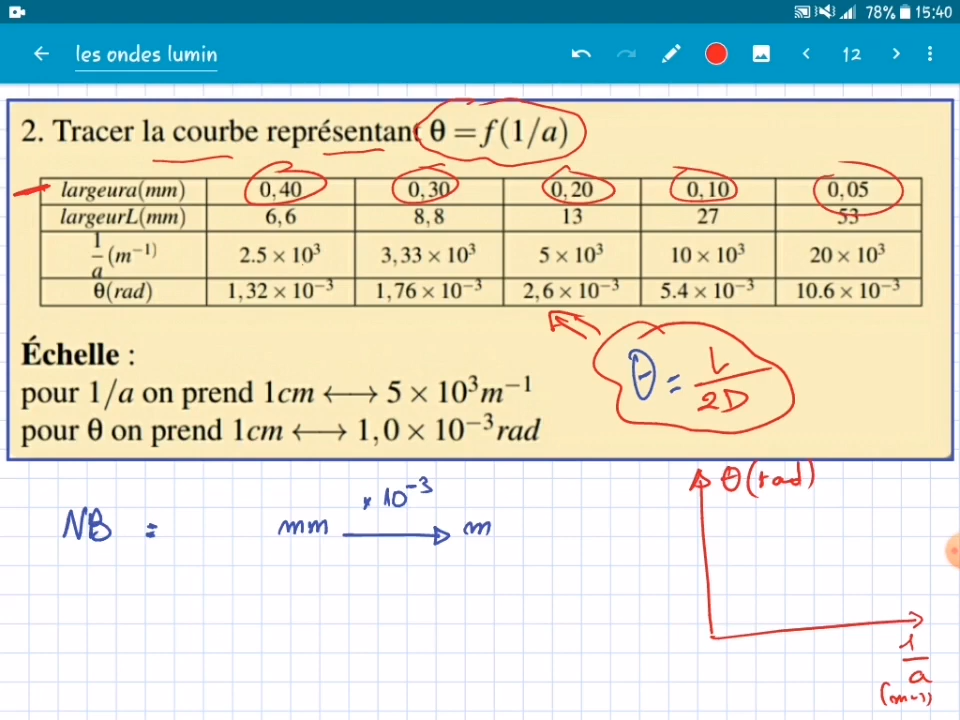 78% 15:40
les ondes lumin
12
2. Tracer la courbe représentant θ = f(1/a)
largeura(mm) 0,40 0,30 0,20 0,10 0,05
largeurL(mm) 6,6 8,8 13 27 53
1/a (m⁻¹) 2.5 × 10³ 3,33 × 10³ 5 × 10³ 10 × 10³ 20 × 10³
θ(rad) 1,32 × 10⁻³ 1,76 × 10⁻³ 2,6 × 10⁻³ 5.4 × 10⁻³ 10.6 × 10⁻³
Échelle :
θ = L/2D
pour 1/a on prend 1cm ⟷ 5 × 10³m⁻¹
pour θ on prend 1cm ⟷ 1,0 × 10⁻³rad
θ (rad)
× 10⁻³
NB : mm → m
1/a
(m-1)